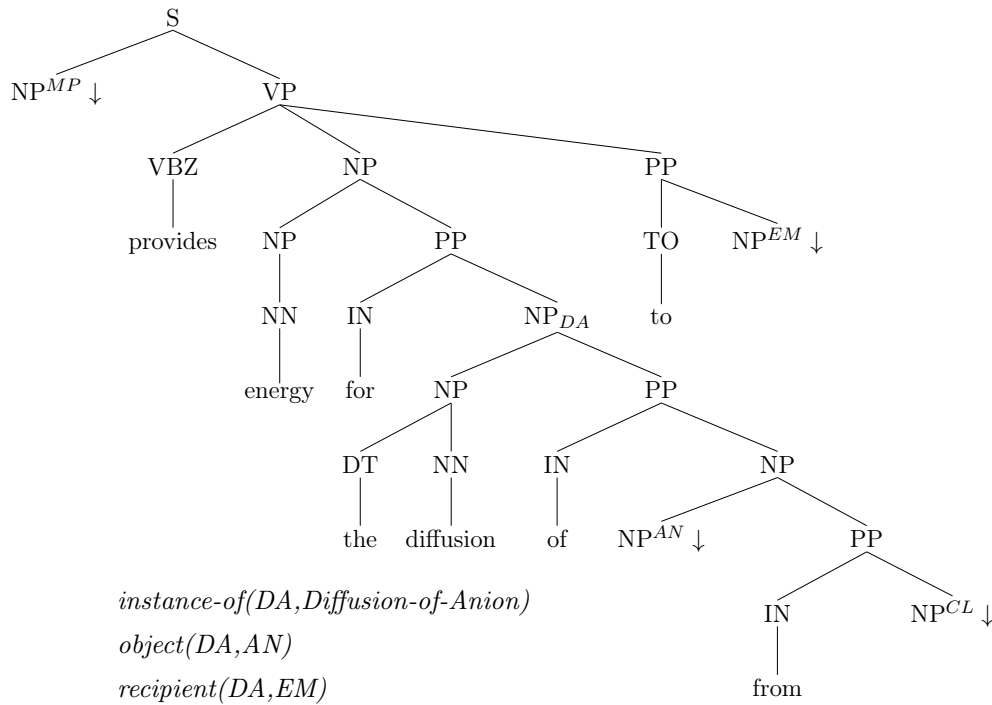 S
NP^MP ↓ VP
VBZ NP PP
provides NP PP TO NP^EM ↓
NN IN NP_DA to
energy for NP PP
DT NN IN NP
the diffusion of NP^AN ↓ PP
instance-of(DA,Diffusion-of-Anion) IN NP^CL ↓
object(DA,AN)
recipient(DA,EM) from